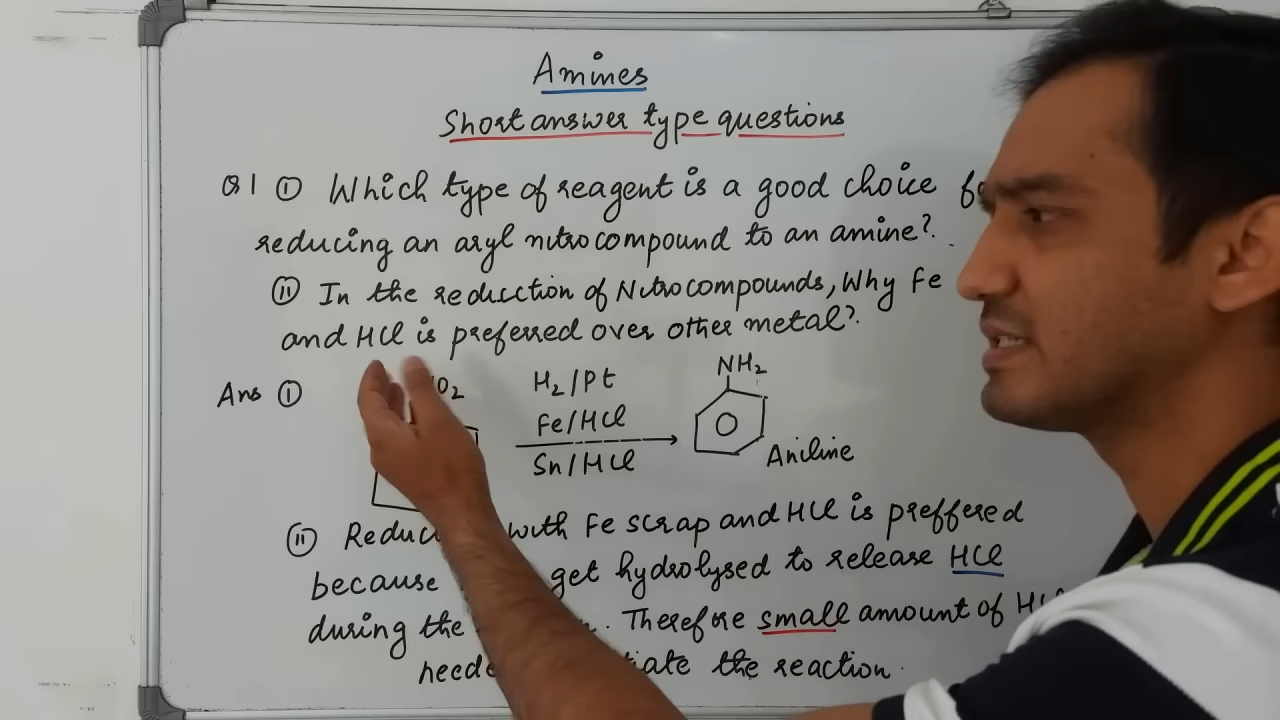 Amines
Short answer type questions
Q1 (i) Which type of reagent is a good choice
reducing an aryl nitro compound to an amine?
(ii) In the reduction of Nitro compounds, Why Fe
and HCl is preferred over other metal?
Ans (i)
O2
H2/Pt
Fe/HCl
Sn/HCl
NH2
Aniline
(ii) with Fe scrap and HCl is preffered
because get hydrolysed to release HCl
during the Therefore small amount of
the reaction.